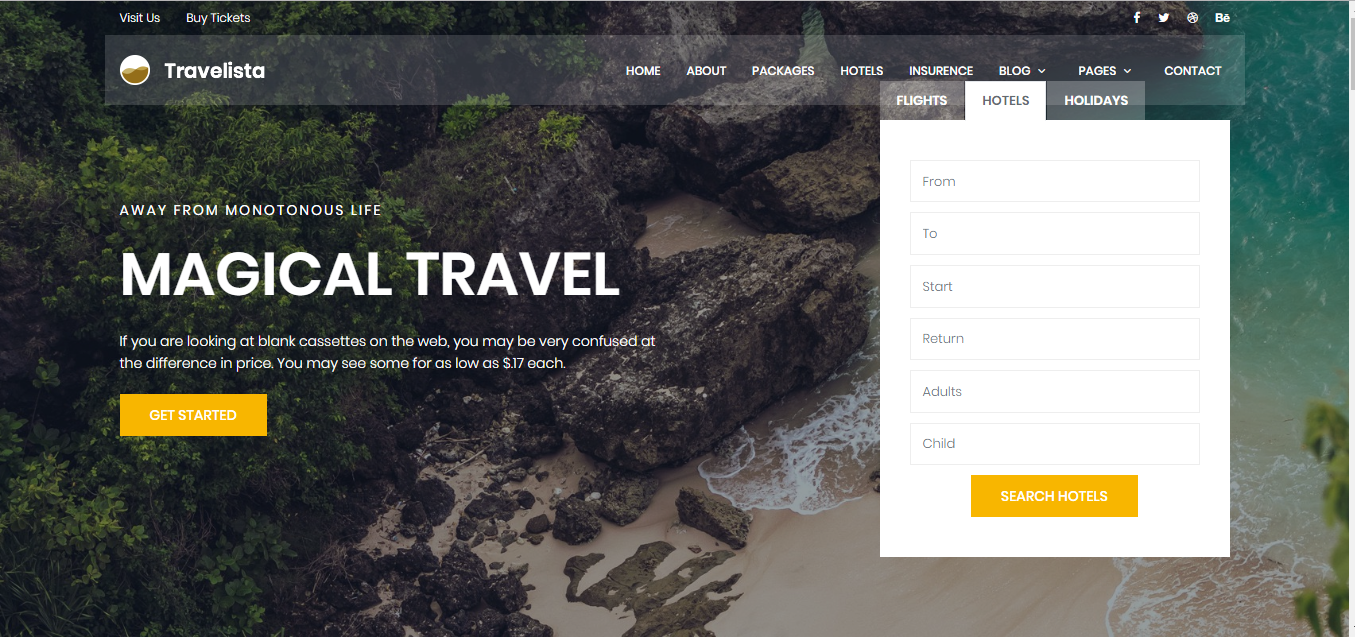 Visit Us Buy Tickets
Travelista
HOME ABOUT PACKAGES HOTELS INSURENCE BLOG PAGES CONTACT
FLIGHTS HOTELS HOLIDAYS
AWAY FROM MONOTONOUS LIFE
MAGICAL TRAVEL
If you are looking at blank cassettes on the web, you may be very confused at
the difference in price. You may see some for as low as $.17 each.
GET STARTED
From
To
Start
Return
Adults
Child
SEARCH HOTELS